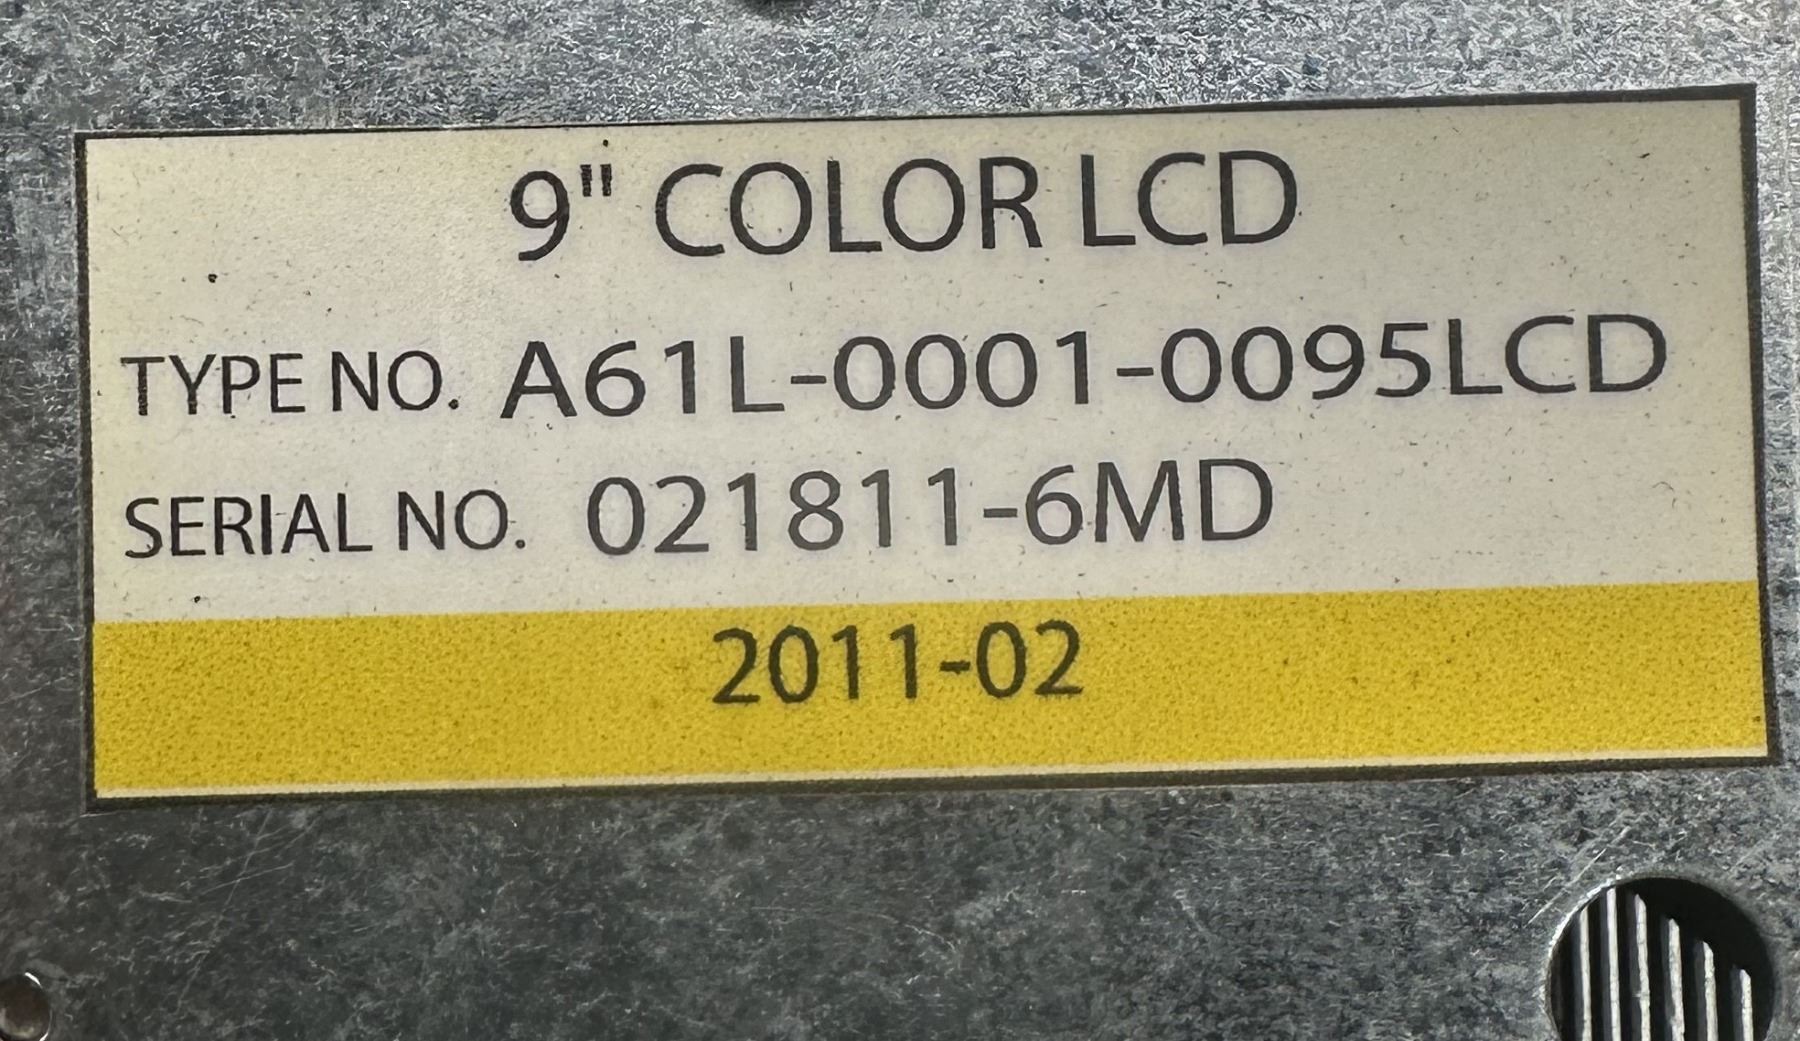 9" COLOR LCD
TYPE NO. A61L-0001-0095LCD
SERIAL NO. 021811-6MD
2011-02